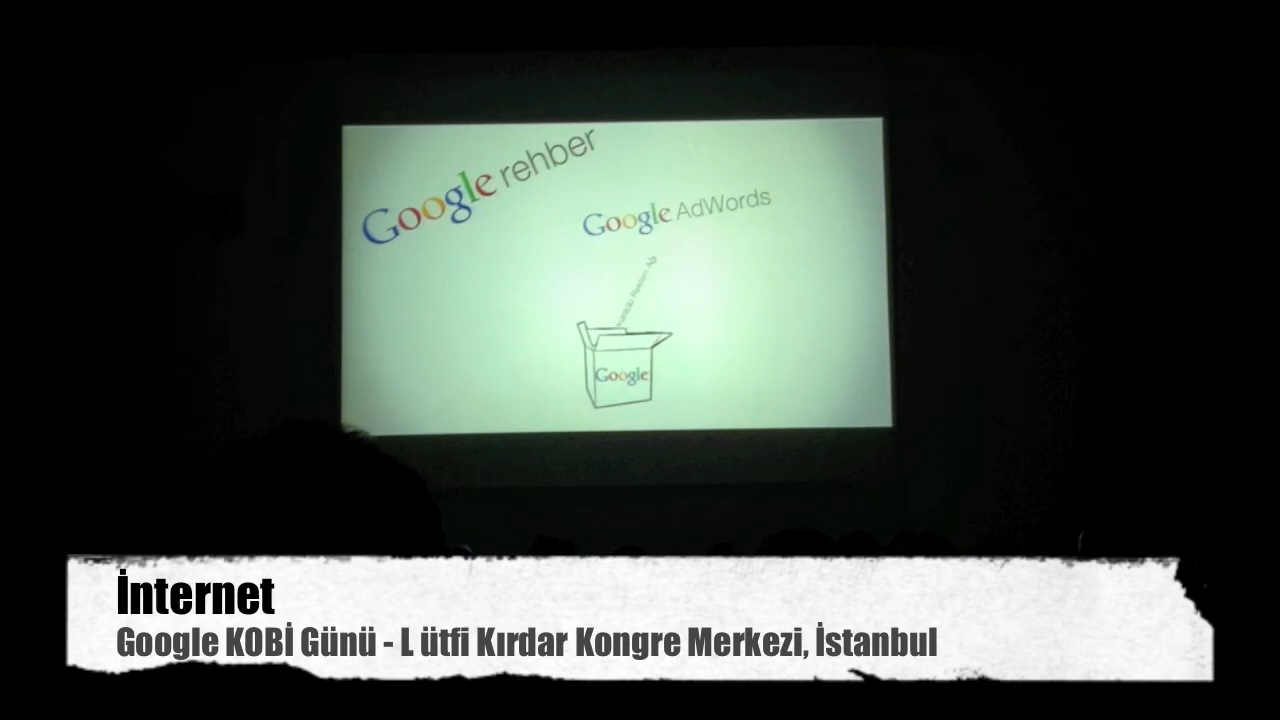 Google rehber
Google AdWords
Google
İnternet
Google KOBİ Günü - L ütfi Kırdar Kongre Merkezi, İstanbul